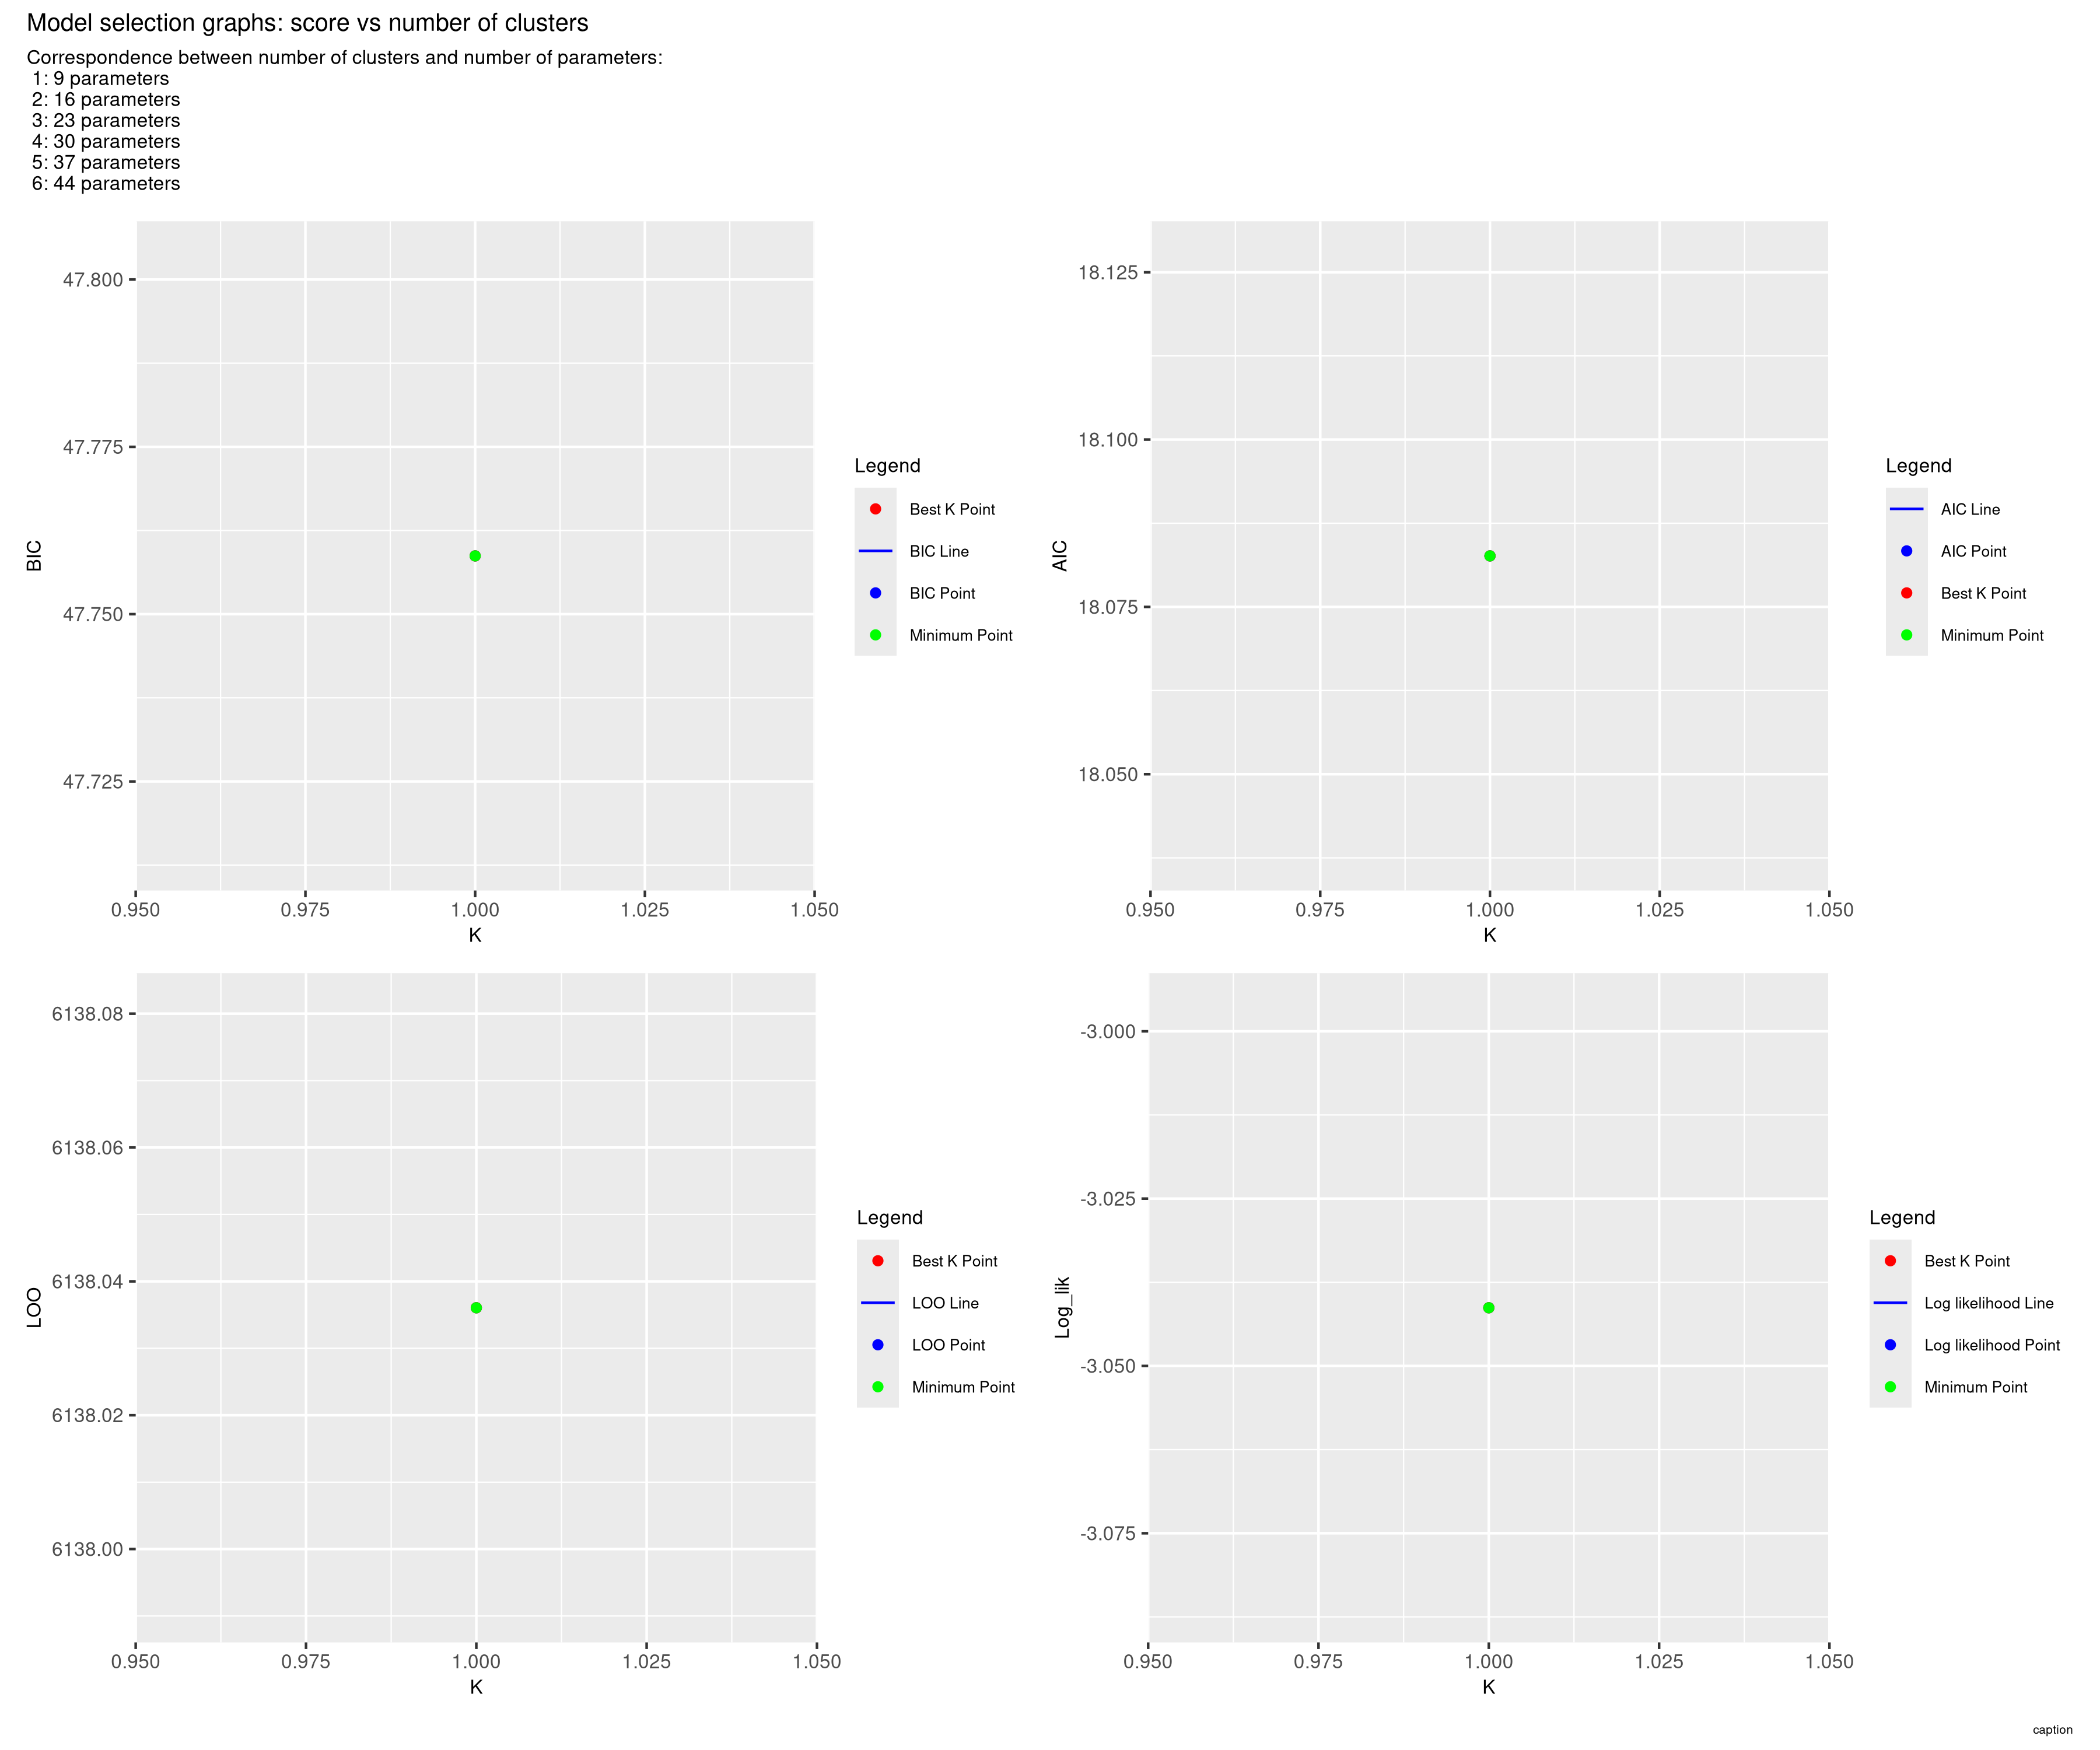 Model selection graphs: score vs number of clusters
Correspondence between number of clusters and number of parameters:
1: 9 parameters
2: 16 parameters
3: 23 parameters
4: 30 parameters
5: 37 parameters
6: 44 parameters
47.800
47.775
47.750
47.725
BIC
0.950 0.975 1.000 1.025 1.050
K
Legend
Best K Point
BIC Line
BIC Point
Minimum Point
18.125
18.100
18.075
18.050
AIC
0.950 0.975 1.000 1.025 1.050
K
Legend
AIC Line
AIC Point
Best K Point
Minimum Point
6138.08
6138.06
6138.04
6138.02
6138.00
LOO
0.950 0.975 1.000 1.025 1.050
K
Legend
Best K Point
LOO Line
LOO Point
Minimum Point
-3.000
-3.025
-3.050
-3.075
Log_lik
0.950 0.975 1.000 1.025 1.050
K
Legend
Best K Point
Log likelihood Line
Log likelihood Point
Minimum Point
caption